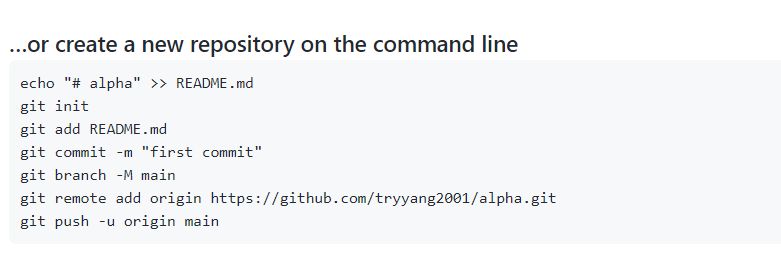 ...or create a new repository on the command line
echo "# alpha" >> README.md
git init
git add README.md
git commit -m "first commit"
git branch -M main
git remote add origin https://github.com/tryyang2001/alpha.git
git push -u origin main